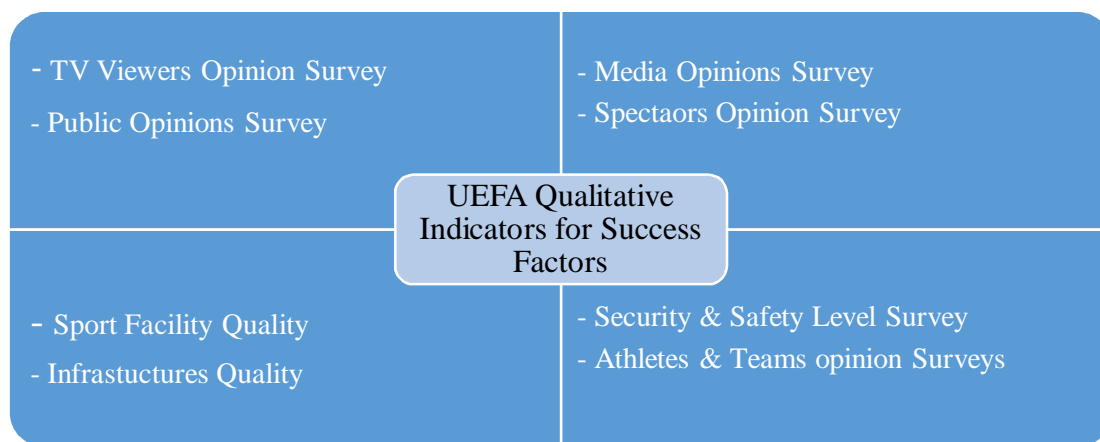 - TV Viewers Opinion Survey
- Public Opinions Survey
- Media Opinions Survey
- Spectaors Opinion Survey
UEFA Qualitative
Indicators for Success
Factors
- Sport Facility Quality
- Infrastuctures Quality
- Security & Safety Level Survey
- Athletes & Teams opinion Surveys